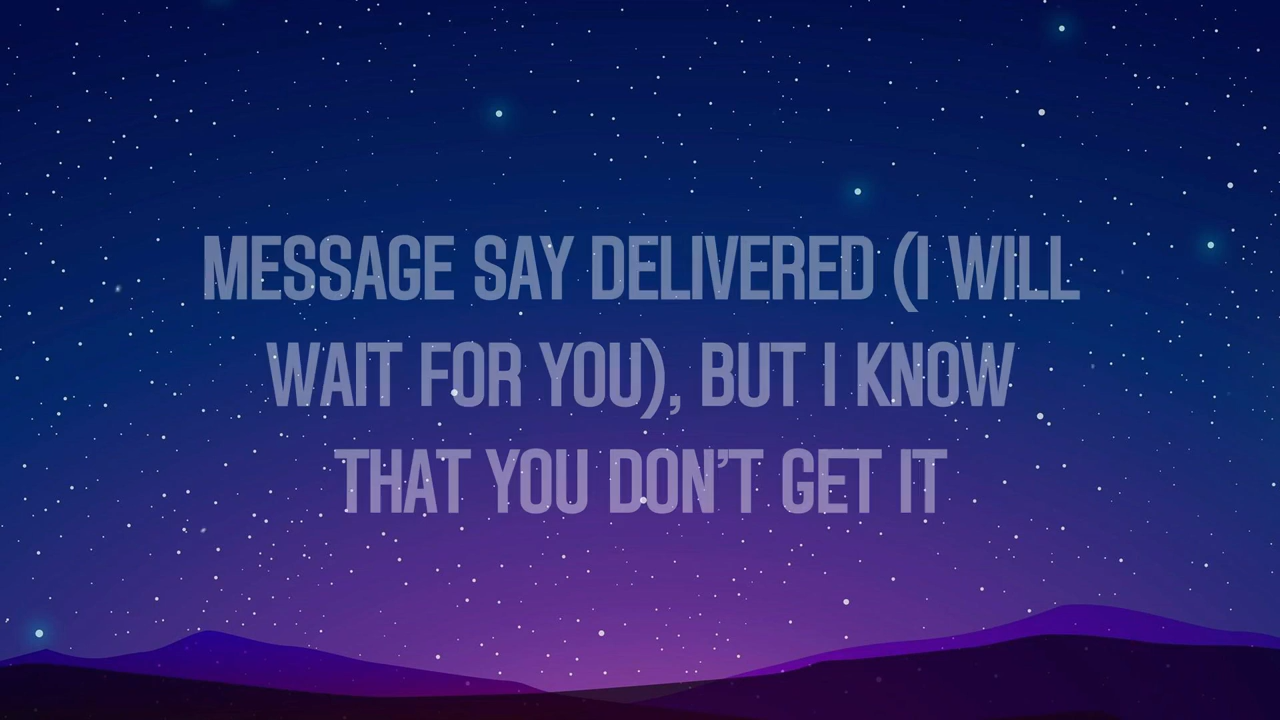 MESSAGE SAY DELIVERED (I WILL
WAIT FOR YOU), BUT I KNOW
THAT YOU DON’T GET IT